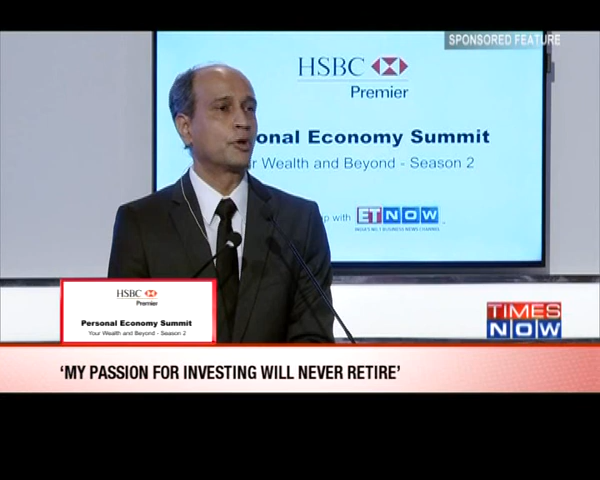 SPONSORED FEATURE
HSBC
Premier
onal Economy Summit
ur Wealth and Beyond - Season 2
p with ET NOW
INDIA'S NO.1 BUSINESS NEWS CHANNEL
HSBC
Premier
Personal Economy Summit
Your Wealth and Beyond - Season 2
TIMES
NOW
‘MY PASSION FOR INVESTING WILL NEVER RETIRE’